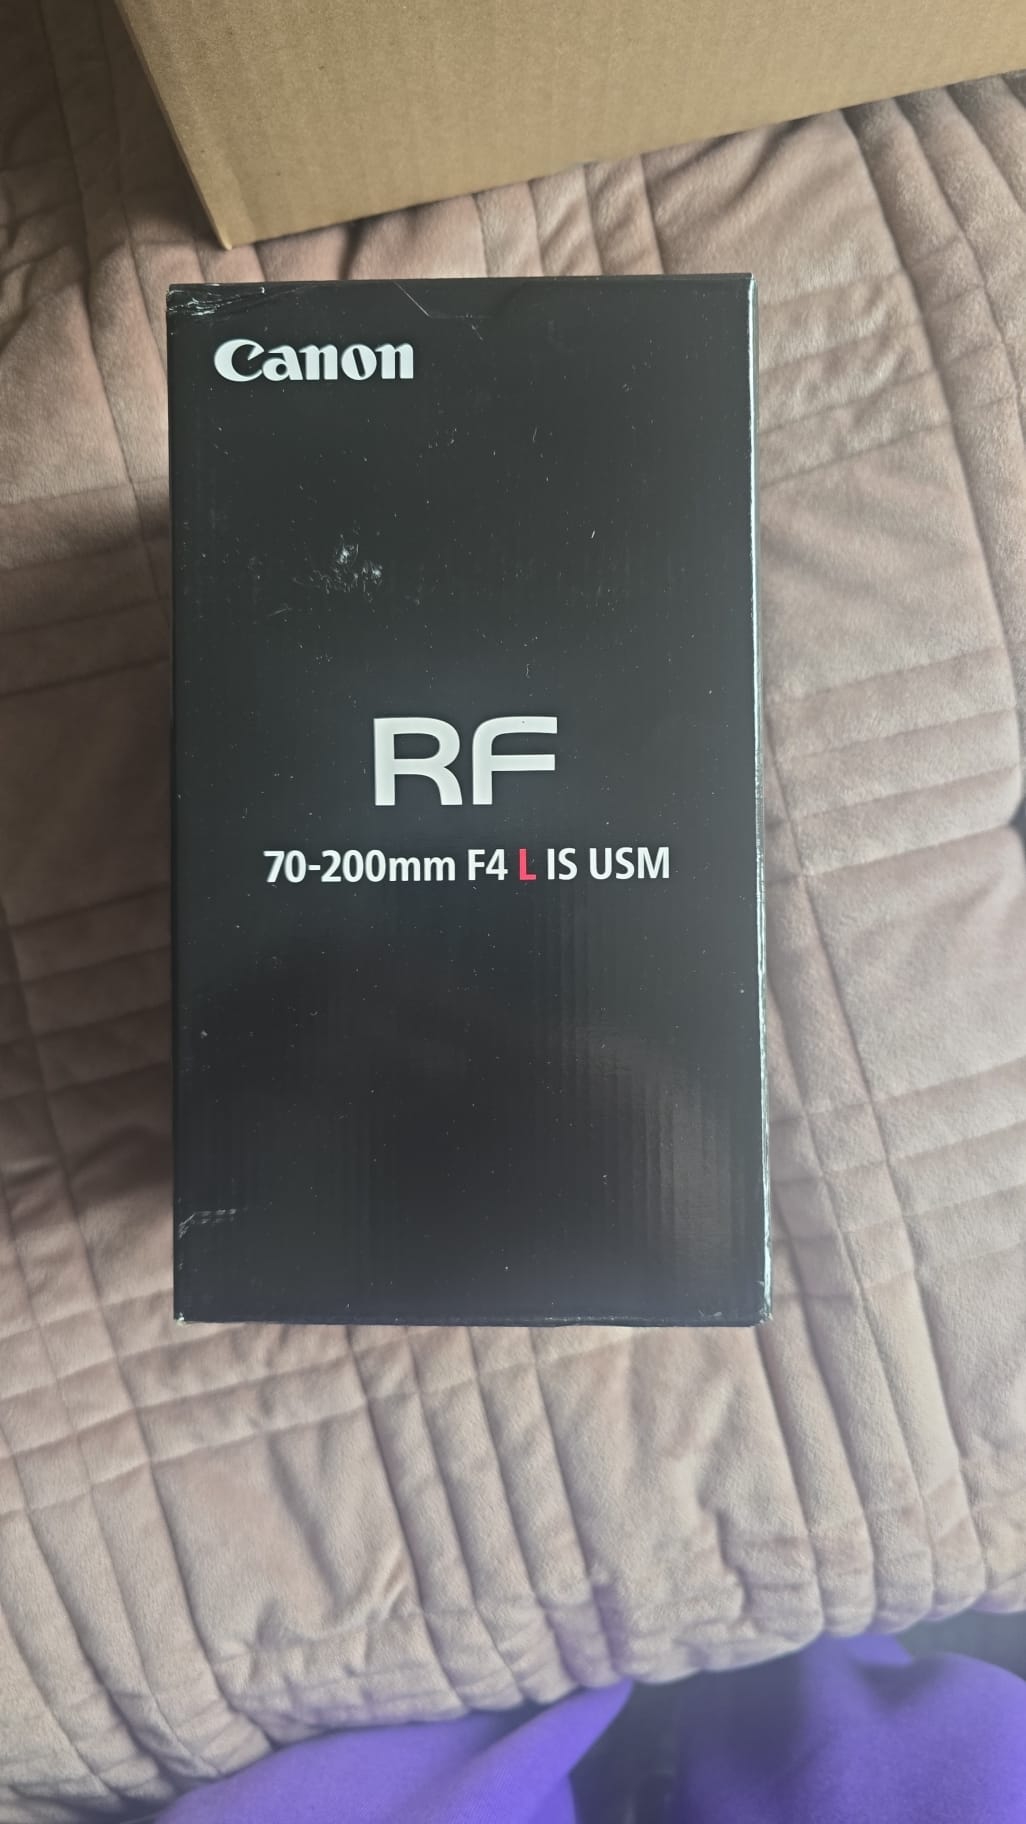 Canon
RF
70-200mm F4 L IS USM